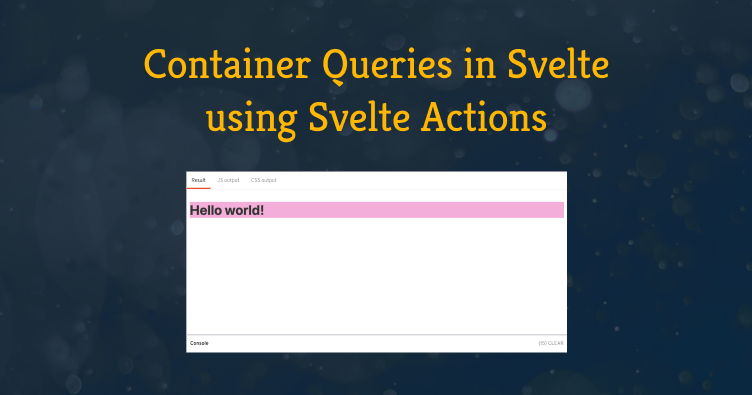 Container Queries in Svelte
using Svelte Actions
Result JS output CSS output
Hello world!
Console (15) CLEAR